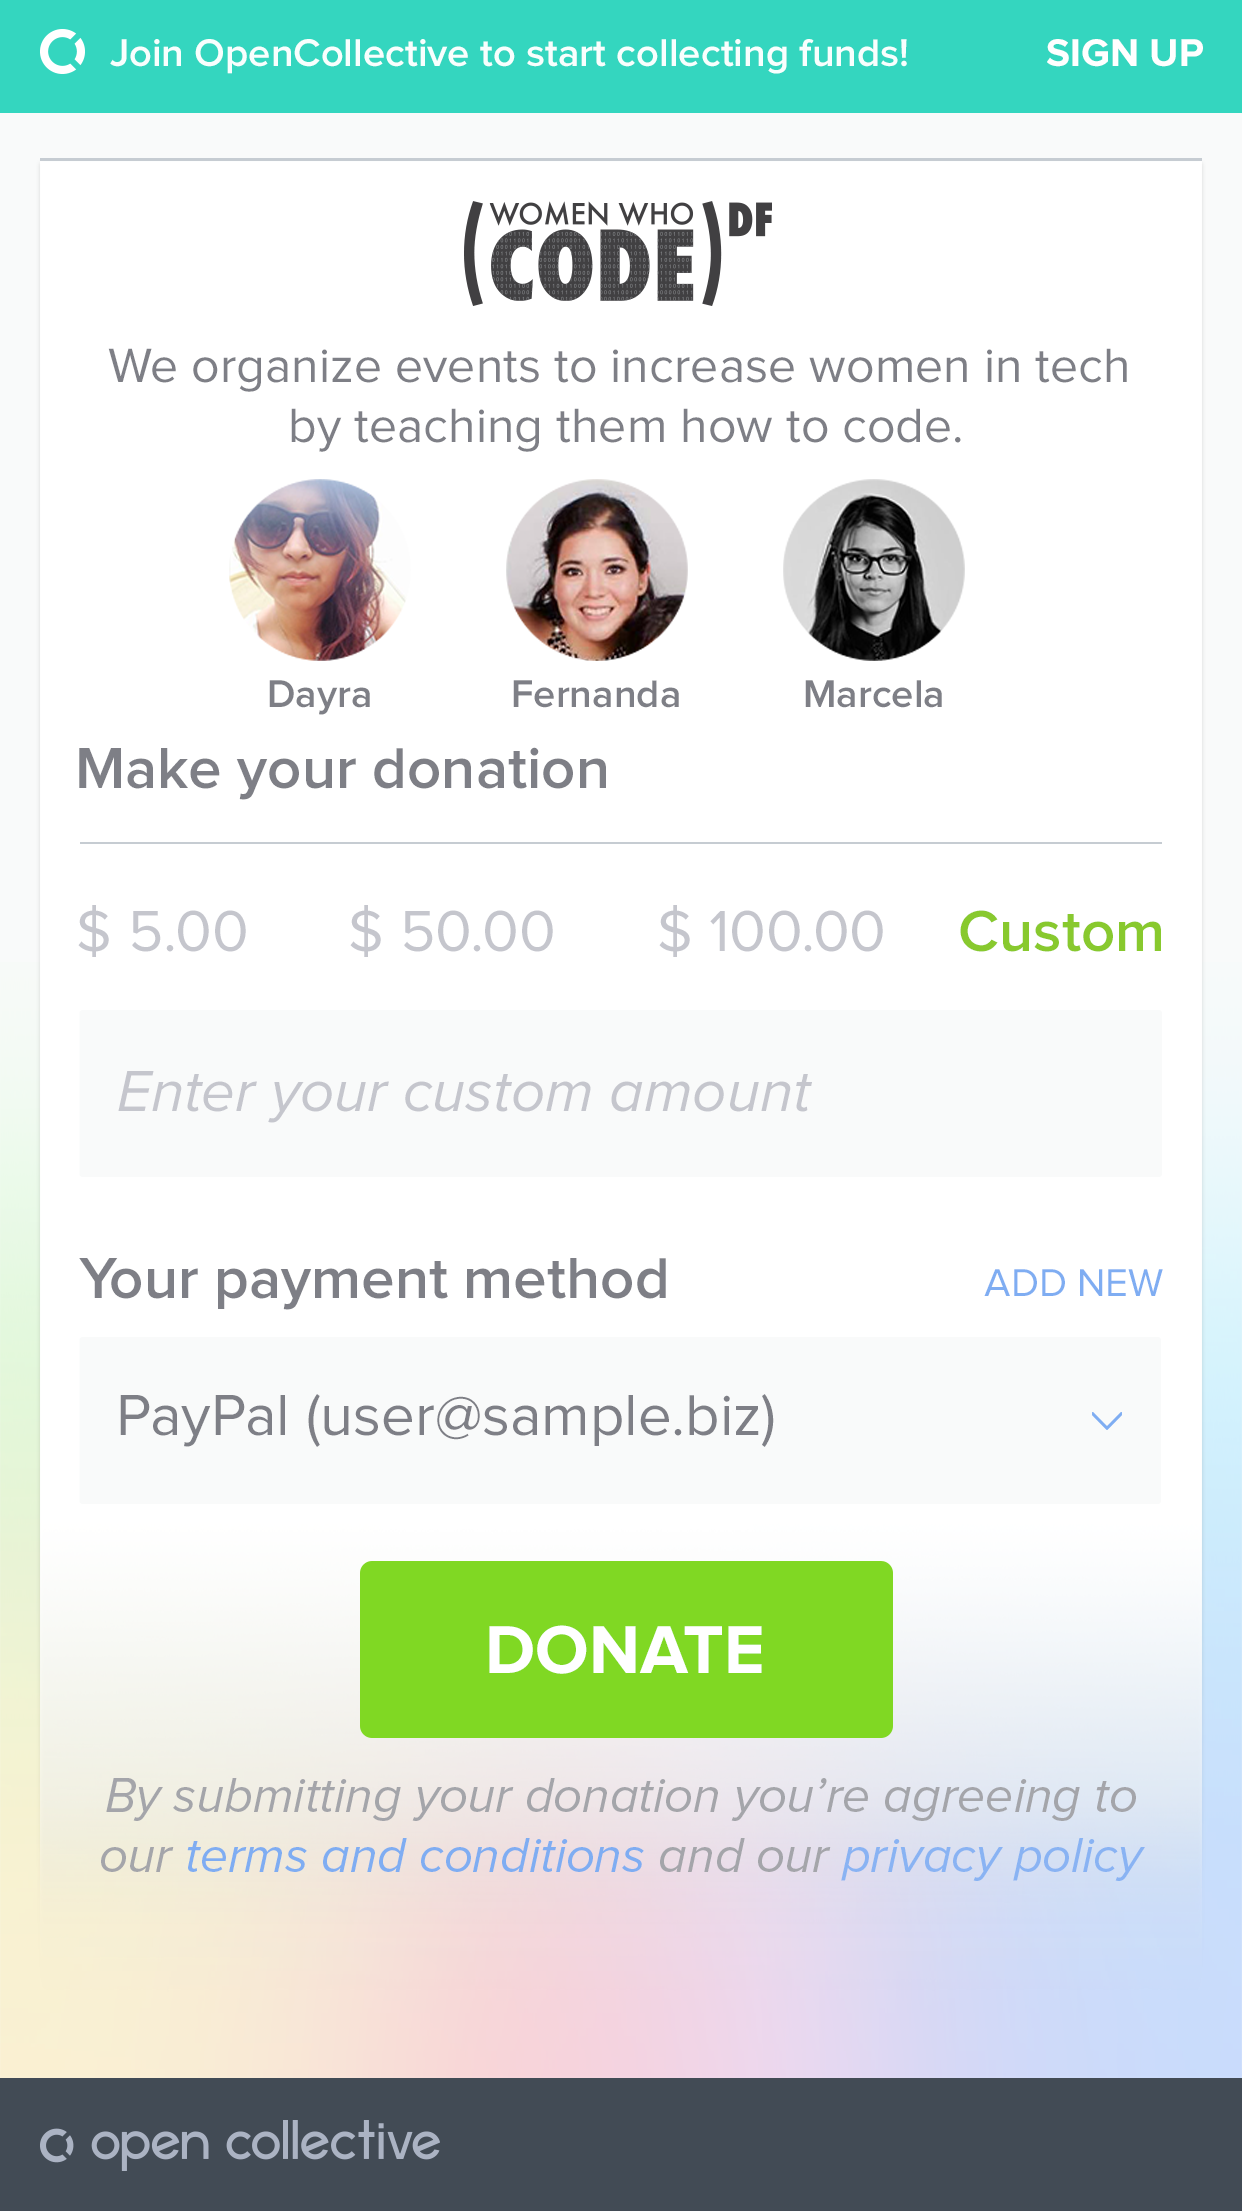 Join OpenCollective to start collecting funds! SIGN UP
WOMEN WHO
(CODE) DF
We organize events to increase women in tech
by teaching them how to code.
Dayra Fernanda Marcela
Make your donation
$ 5.00 $ 50.00 $ 100.00 Custom
Enter your custom amount
Your payment method ADD NEW
PayPal (user@sample.biz)
DONATE
By submitting your donation you’re agreeing to
our terms and conditions and our privacy policy
open collective